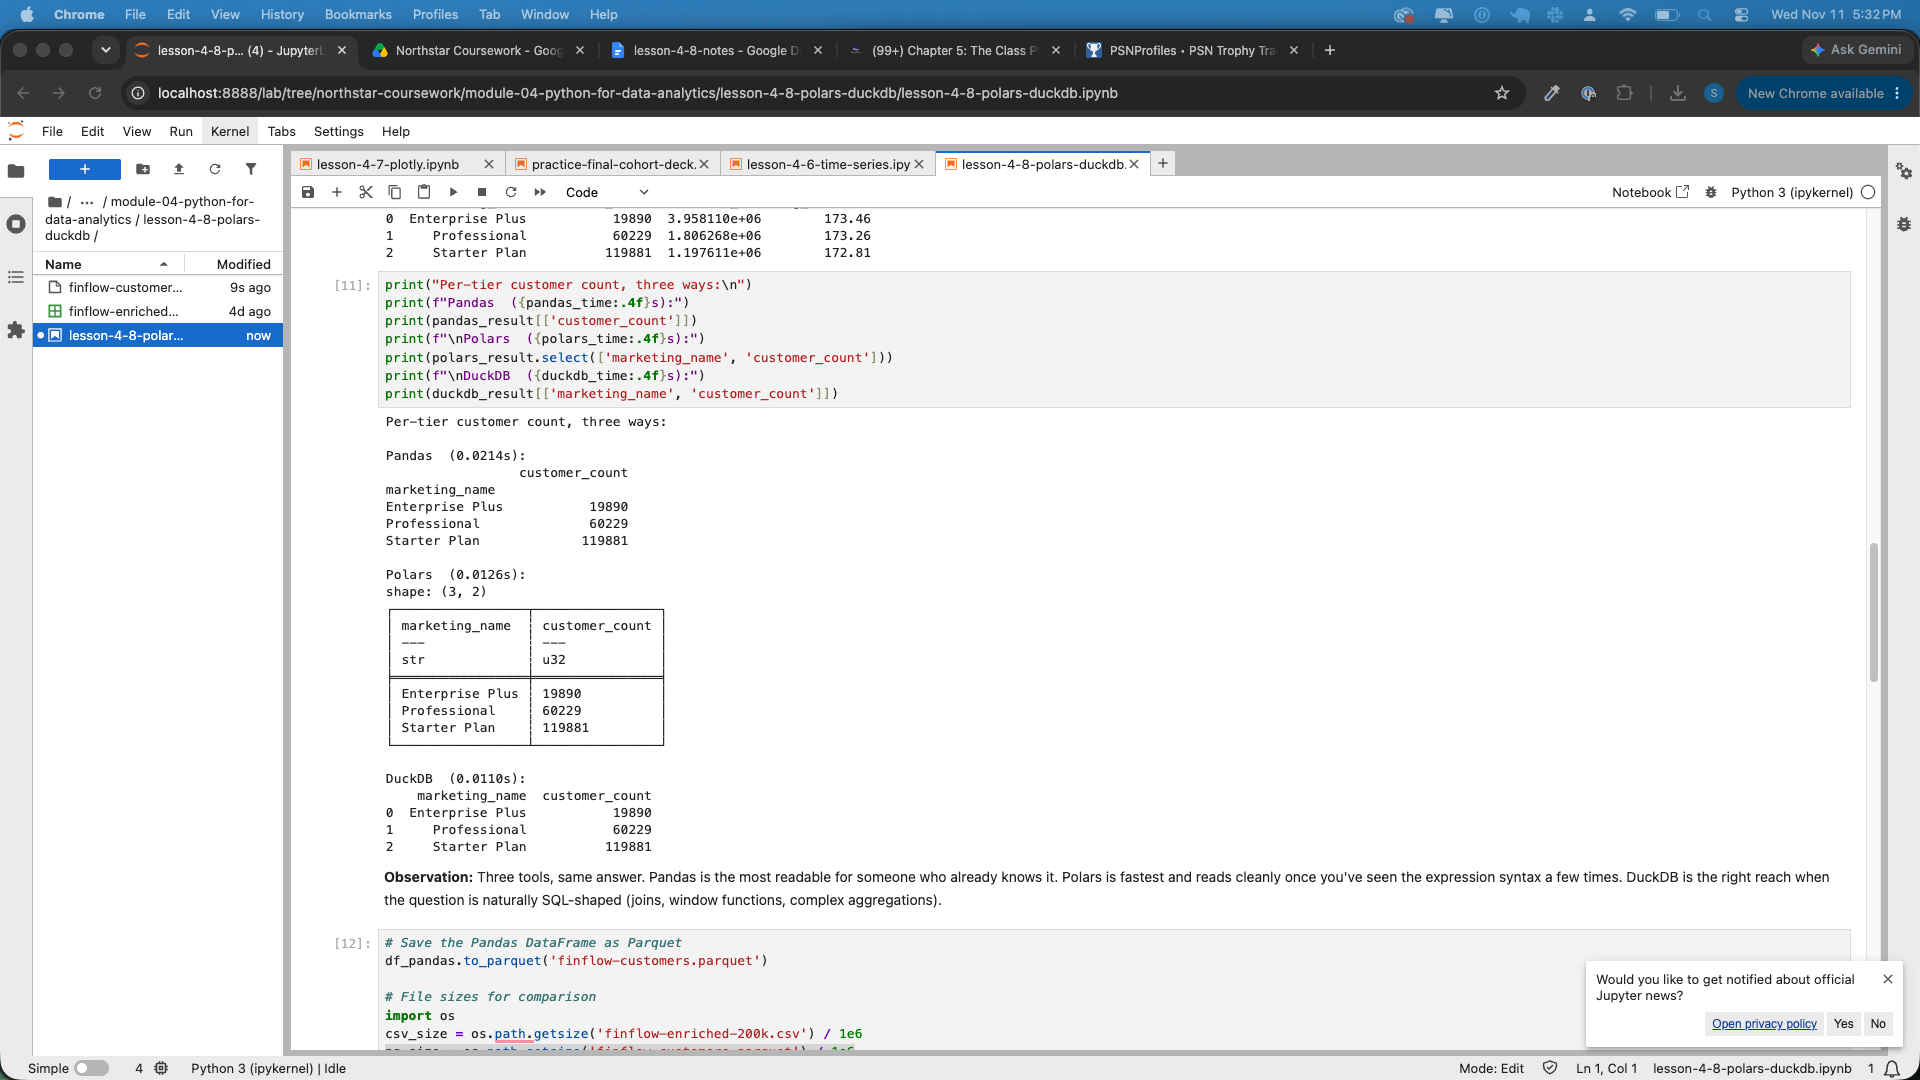 Chrome File Edit View History Bookmarks Profiles Tab Window Help
Wed Nov 11 5:32 PM
lesson-4-8-p... (4) - JupyterL
Northstar Coursework - Goog
lesson-4-8-notes - Google D
(99+) Chapter 5: The Class P
PSNProfiles • PSN Trophy Tra
Ask Gemini
localhost:8888/lab/tree/northstar-coursework/module-04-python-for-data-analytics/lesson-4-8-polars-duckdb/lesson-4-8-polars-duckdb.ipynb
S
New Chrome available
File Edit View Run Kernel Tabs Settings Help
/ ... / module-04-python-for-
data-analytics / lesson-4-8-polars-
duckdb /
Name Modified
finflow-customer... 9s ago
finflow-enriched... 4d ago
lesson-4-8-polar... now
lesson-4-7-plotly.ipynb
practice-final-cohort-deck.
lesson-4-6-time-series.ipy
lesson-4-8-polars-duckdb.
Code
Notebook
Python 3 (ipykernel)
0 Enterprise Plus 19890 3.958110e+06 173.46
1 Professional 60229 1.806268e+06 173.26
2 Starter Plan 119881 1.197611e+06 172.81
[11]:
print("Per-tier customer count, three ways:\n")
print(f"Pandas ({pandas_time:.4f}s):")
print(pandas_result[['customer_count']])
print(f"\nPolars ({polars_time:.4f}s):")
print(polars_result.select(['marketing_name', 'customer_count']))
print(f"\nDuckDB ({duckdb_time:.4f}s):")
print(duckdb_result[['marketing_name', 'customer_count']])
Per-tier customer count, three ways:
Pandas (0.0214s):
customer_count
marketing_name
Enterprise Plus 19890
Professional 60229
Starter Plan 119881
Polars (0.0126s):
shape: (3, 2)
marketing_name customer_count
--- ---
str u32
Enterprise Plus 19890
Professional 60229
Starter Plan 119881
DuckDB (0.0110s):
marketing_name customer_count
0 Enterprise Plus 19890
1 Professional 60229
2 Starter Plan 119881
Observation: Three tools, same answer. Pandas is the most readable for someone who already knows it. Polars is fastest and reads cleanly once you've seen the expression syntax a few times. DuckDB is the right reach when
the question is naturally SQL-shaped (joins, window functions, complex aggregations).
[12]:
# Save the Pandas DataFrame as Parquet
df_pandas.to_parquet('finflow-customers.parquet')
# File sizes for comparison
import os
csv_size = os.path.getsize('finflow-enriched-200k.csv') / 1e6
Would you like to get notified about official
Jupyter news?
Open privacy policy Yes No
Simple 4 Python 3 (ipykernel) | Idle
Mode: Edit Ln 1, Col 1 lesson-4-8-polars-duckdb.ipynb 1